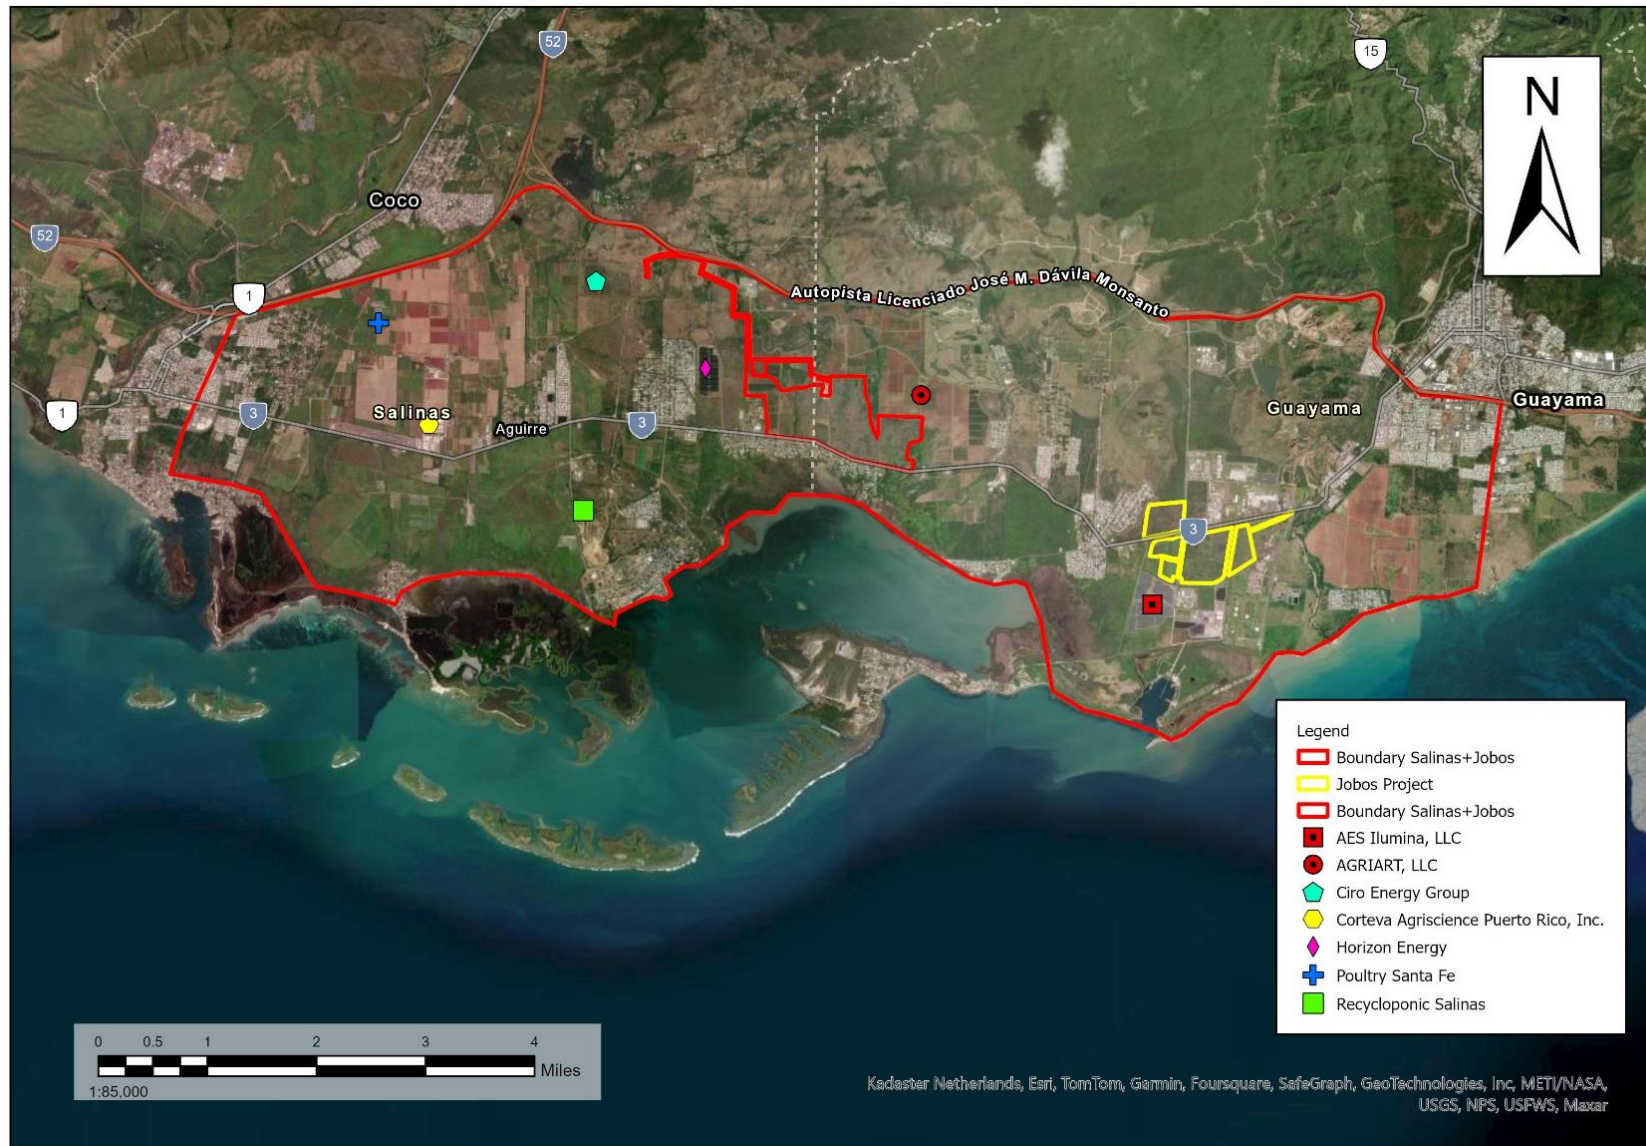 52
15
N
Coco
52
1
Autopista Licenciado José M. Dávila Monsanto
1
3
Salinas
Aguirre
3
Guayama
Guayama
3
Legend
Boundary Salinas+Jobos
Jobos Project
Boundary Salinas+Jobos
AES Ilumina, LLC
AGRIART, LLC
Ciro Energy Group
Corteva Agriscience Puerto Rico, Inc.
Horizon Energy
Poultry Santa Fe
Recycloponic Salinas
0 0.5 1 2 3 4
Miles
1:85,000
Kadaster Netherlands, Esri, TomTom, Garmin, Foursquare, SafeGraph, GeoTechnologies, Inc, METI/NASA,
USGS, NPS, USFWS, Maxar